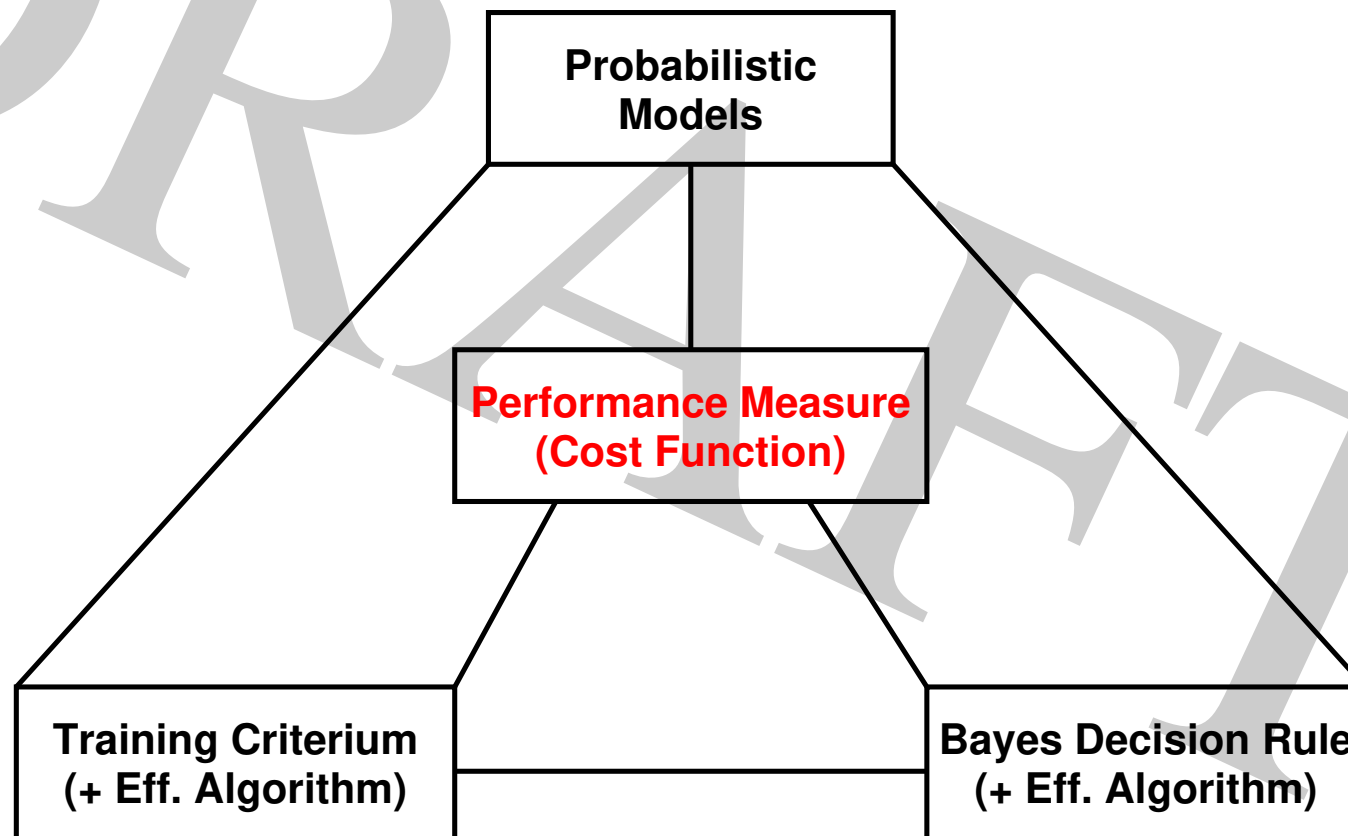 Probabilistic
Models
Performance Measure
(Cost Function)
Training Criterium
(+ Eff. Algorithm)
Bayes Decision Rule
(+ Eff. Algorithm)
DRAFT